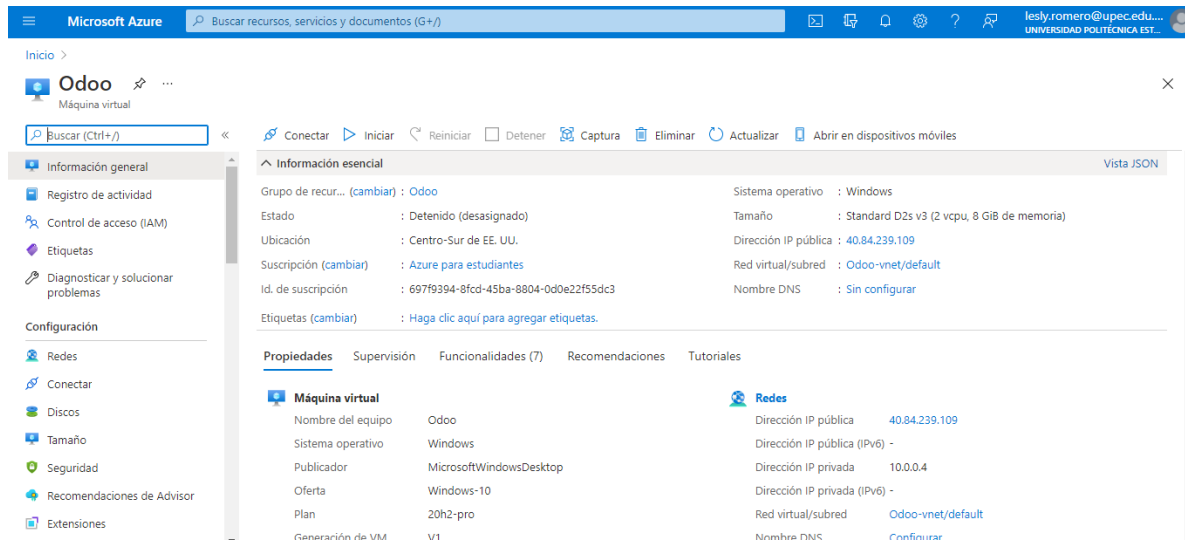 Microsoft Azure
Buscar recursos, servicios y documentos (G+/)
lesly.romero@upec.edu....
UNIVERSIDAD POLITÉCNICA EST...
Inicio >
Odoo
Máquina virtual
Buscar (Ctrl+/)
«
Conectar Iniciar Reiniciar Detener Captura Eliminar Actualizar Abrir en dispositivos móviles
Información general
Registro de actividad
Control de acceso (IAM)
Etiquetas
Diagnosticar y solucionar
problemas
Configuración
Redes
Conectar
Discos
Tamaño
Seguridad
Recomendaciones de Advisor
Extensiones
Información esencial
Vista JSON
Grupo de recur... (cambiar) : Odoo
Estado : Detenido (desasignado)
Ubicación : Centro-Sur de EE. UU.
Suscripción (cambiar) : Azure para estudiantes
Id. de suscripción : 697f9394-8fcd-45ba-8804-0d0e22f55dc3
Etiquetas (cambiar) : Haga clic aquí para agregar etiquetas.
Sistema operativo : Windows
Tamaño : Standard D2s v3 (2 vcpu, 8 GiB de memoria)
Dirección IP pública : 40.84.239.109
Red virtual/subred : Odoo-vnet/default
Nombre DNS : Sin configurar
Propiedades Supervisión Funcionalidades (7) Recomendaciones Tutoriales
Máquina virtual
Nombre del equipo Odoo
Sistema operativo Windows
Publicador MicrosoftWindowsDesktop
Oferta Windows-10
Plan 20h2-pro
Generación de VM V1
Redes
Dirección IP pública 40.84.239.109
Dirección IP pública (IPv6) -
Dirección IP privada 10.0.0.4
Dirección IP privada (IPv6) -
Red virtual/subred Odoo-vnet/default
Nombre DNS Configurar